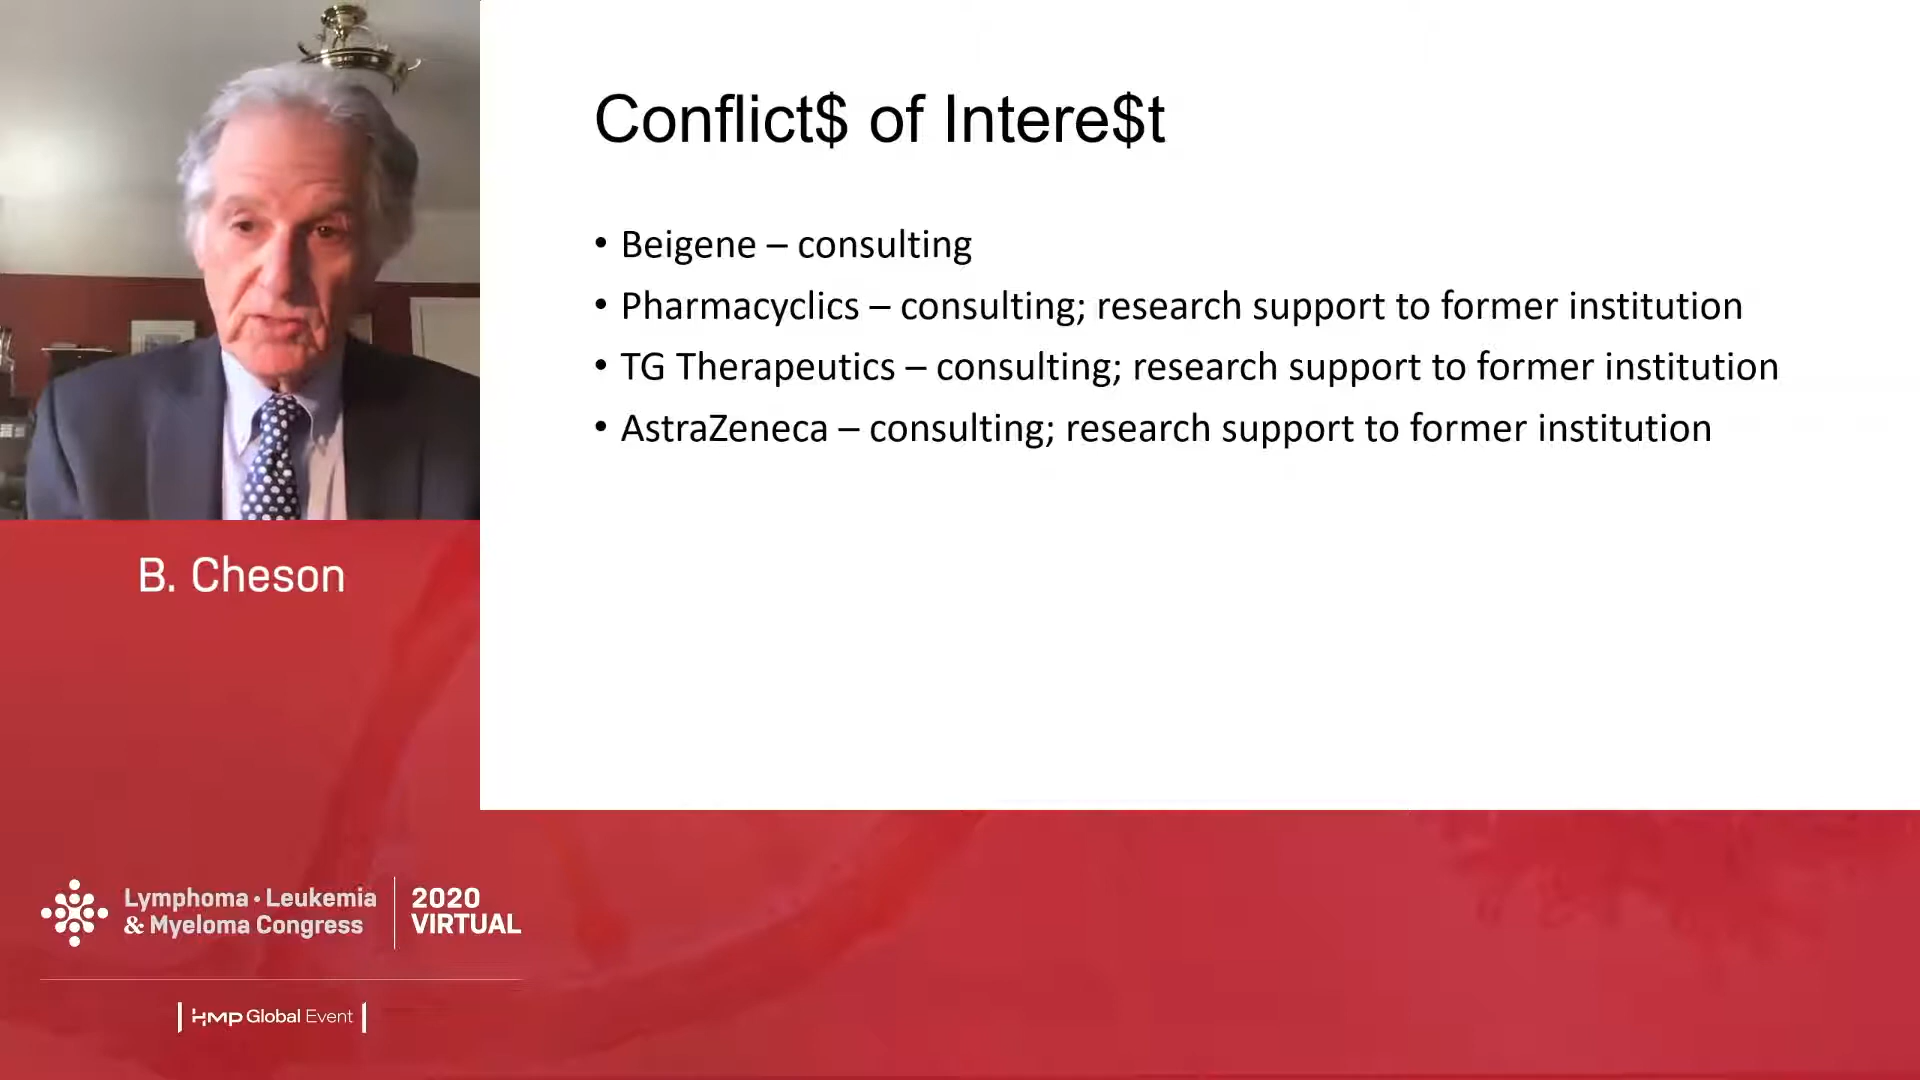 Conflict$ of Intere$t
• Beigene – consulting
• Pharmacyclics – consulting; research support to former institution
• TG Therapeutics – consulting; research support to former institution
• AstraZeneca – consulting; research support to former institution
B. Cheson
Lymphoma • Leukemia
& Myeloma Congress
2020
VIRTUAL
HMP Global Event